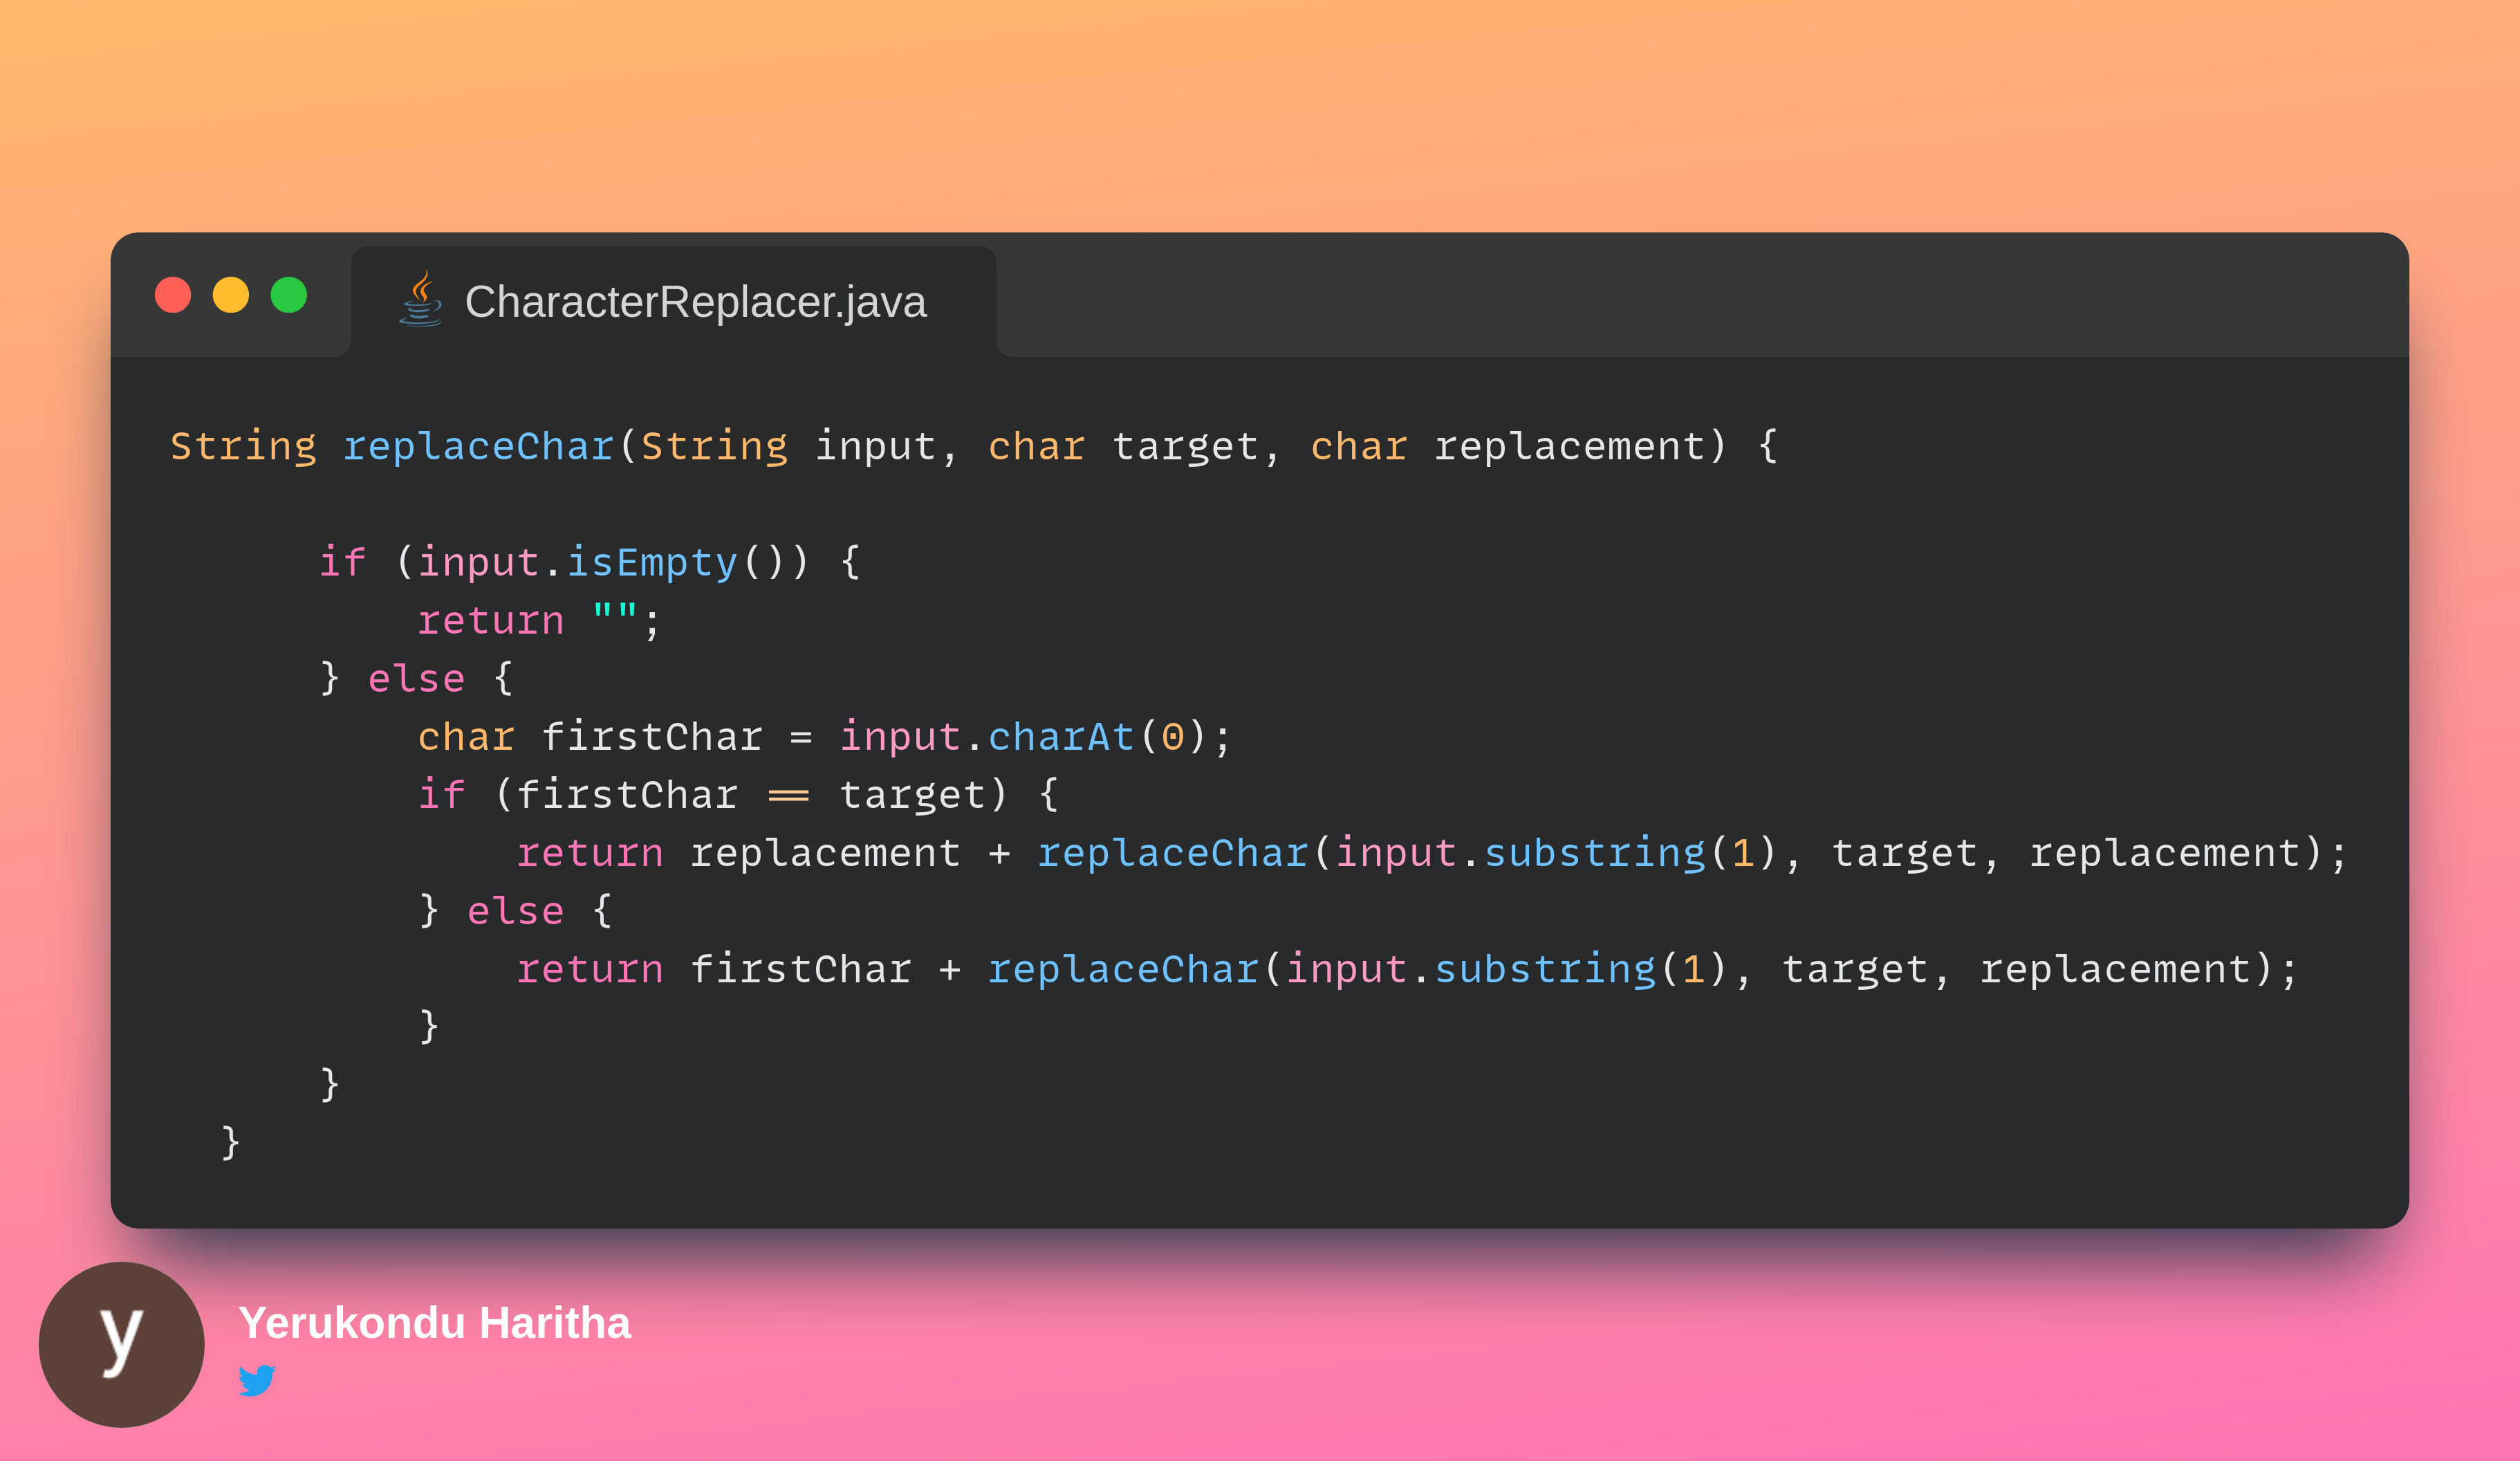 CharacterReplacer.java
String replaceChar(String input, char target, char replacement) {
if (input.isEmpty()) {
return "";
} else {
char firstChar = input.charAt(0);
if (firstChar == target) {
return replacement + replaceChar(input.substring(1), target, replacement);
} else {
return firstChar + replaceChar(input.substring(1), target, replacement);
}
}
}
y
Yerukondu Haritha